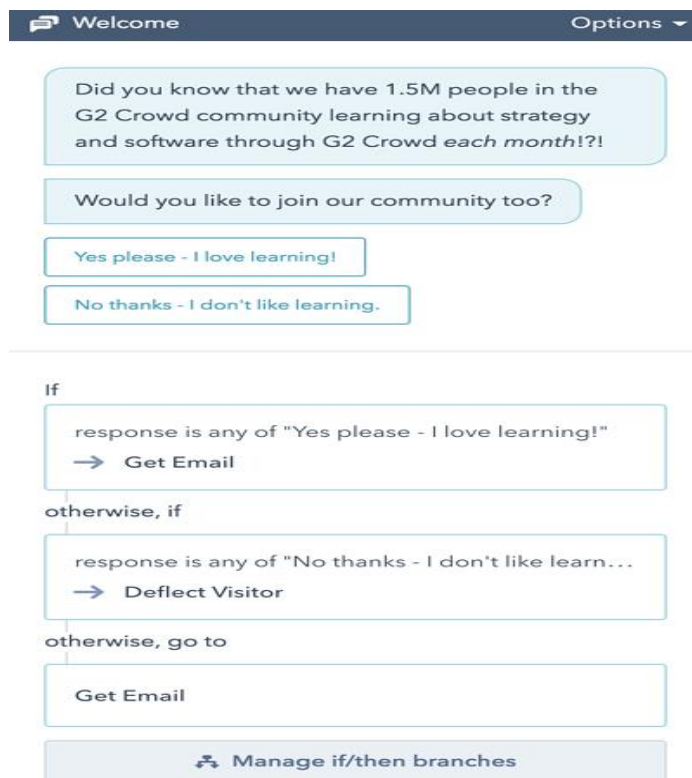 Welcome
Options
Did you know that we have 1.5M people in the
G2 Crowd community learning about strategy
and software through G2 Crowd each month!?!
Would you like to join our community too?
Yes please - I love learning!
No thanks - I don't like learning.
If
response is any of "Yes please - I love learning!"
→ Get Email
otherwise, if
response is any of "No thanks - I don't like learn...
→ Deflect Visitor
otherwise, go to
Get Email
Manage if/then branches